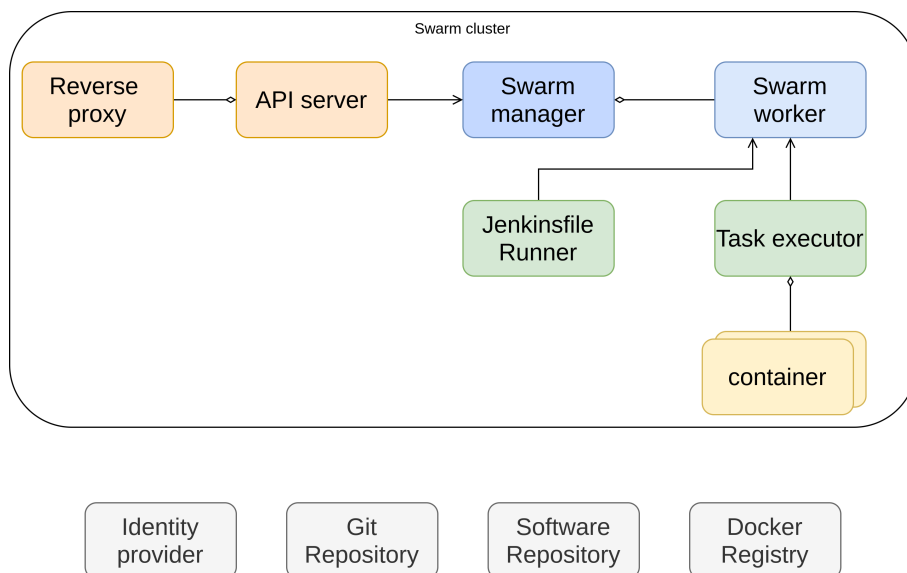 Swarm cluster
Reverse
proxy
API server
Swarm
manager
Swarm
worker
Jenkinsfile
Runner
Task executor
container
Identity
provider
Git
Repository
Software
Repository
Docker
Registry